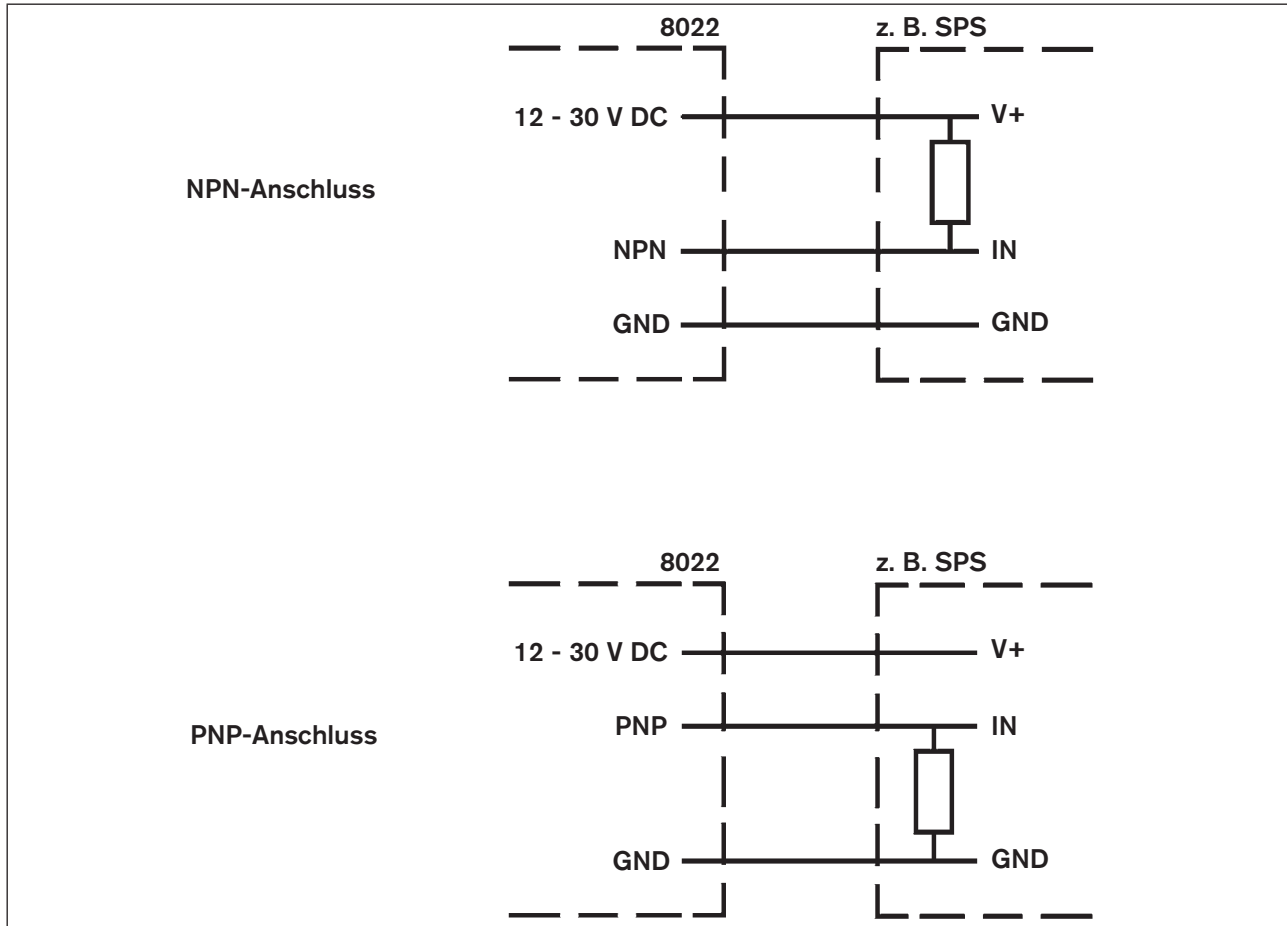 8022 z. B. SPS
12 - 30 V DC V+
NPN-Anschluss
NPN IN
GND GND
8022 z. B. SPS
12 - 30 V DC V+
PNP IN
PNP-Anschluss
GND GND